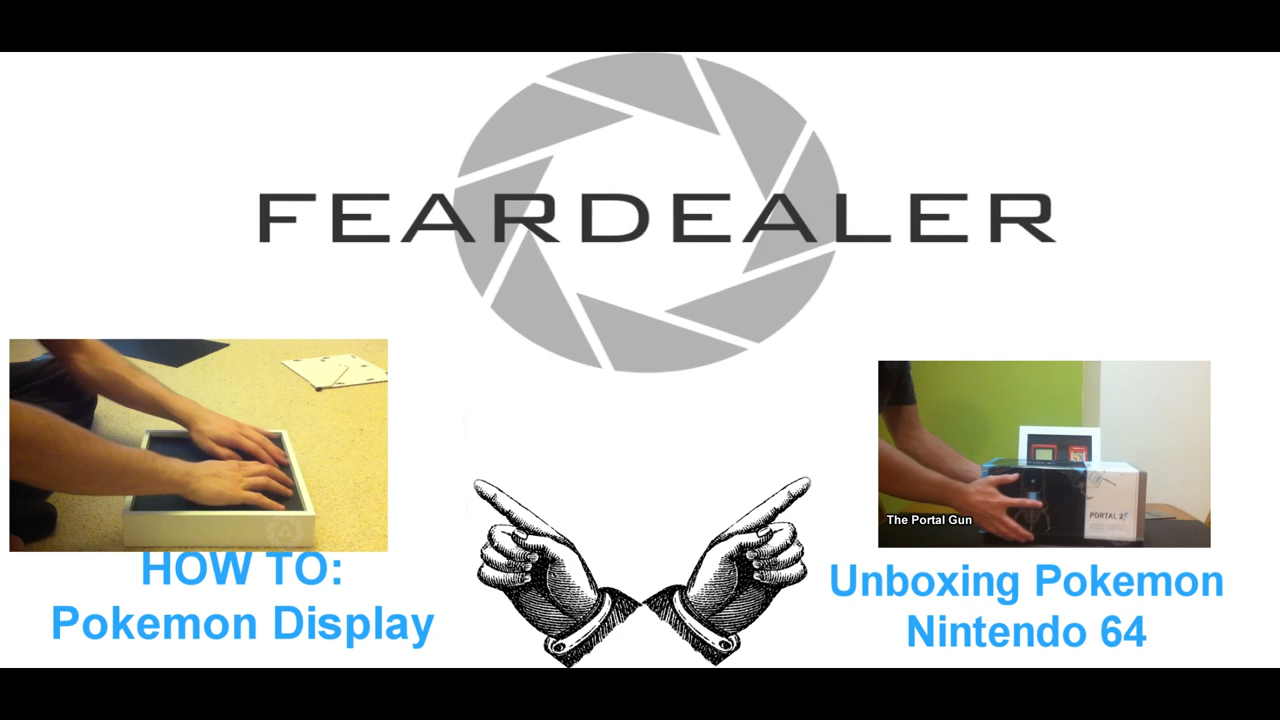 FEARDEALER
The Portal Gun
PORTAL 2
HOW TO:
Pokemon Display
Unboxing Pokemon
Nintendo 64